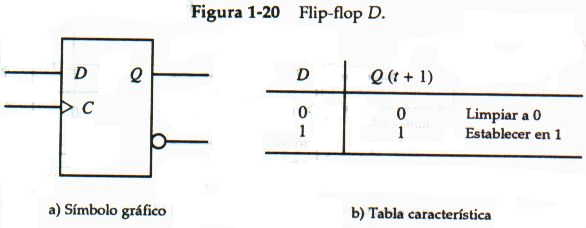 Figura 1-20 Flip-flop D.
D Q
C
a) Símbolo gráfico
D Q (t + 1)
0 0 Limpiar a 0
1 1 Establecer en 1
b) Tabla característica